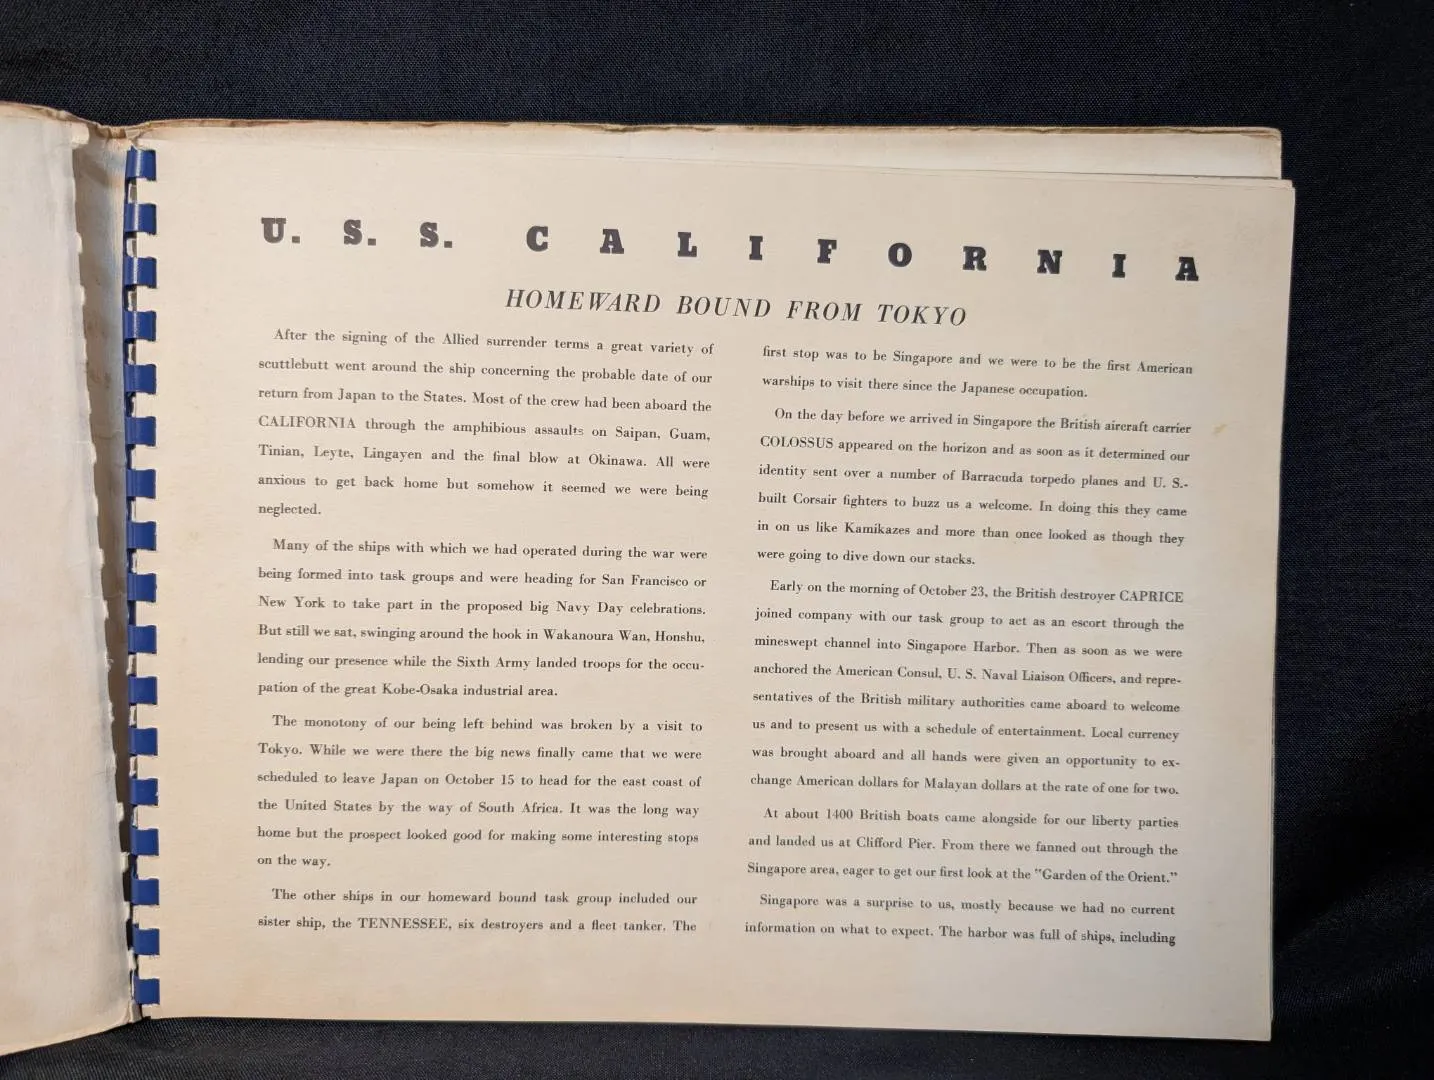 U. S. S. CALIFORNIA
HOMEWARD BOUND FROM TOKYO
After the signing of the Allied surrender terms a great variety of
scuttlebutt went around the ship concerning the probable date of our
return from Japan to the States. Most of the crew had been aboard the
CALIFORNIA through the amphibious assaults on Saipan, Guam,
Tinian, Leyte, Lingayen and the final blow at Okinawa. All were
anxious to get back home but somehow it seemed we were being
neglected.
Many of the ships with which we had operated during the war were
being formed into task groups and were heading for San Francisco or
New York to take part in the proposed big Navy Day celebrations.
But still we sat, swinging around the hook in Wakanoura Wan, Honshu,
lending our presence while the Sixth Army landed troops for the occu-
pation of the great Kobe-Osaka industrial area.
The monotony of our being left behind was broken by a visit to
Tokyo. While we were there the big news finally came that we were
scheduled to leave Japan on October 15 to head for the east coast of
the United States by the way of South Africa. It was the long way
home but the prospect looked good for making some interesting stops
on the way.
The other ships in our homeward bound task group included our
sister ship, the TENNESSEE, six destroyers and a fleet tanker. The
first stop was to be Singapore and we were to be the first American
warships to visit there since the Japanese occupation.
On the day before we arrived in Singapore the British aircraft carrier
COLOSSUS appeared on the horizon and as soon as it determined our
identity sent over a number of Barracuda torpedo planes and U. S.-
built Corsair fighters to buzz us a welcome. In doing this they came
in on us like Kamikazes and more than once looked as though they
were going to dive down our stacks.
Early on the morning of October 23, the British destroyer CAPRICE
joined company with our task group to act as an escort through the
mineswept channel into Singapore Harbor. Then as soon as we were
anchored the American Consul, U. S. Naval Liaison Officers, and repre-
sentatives of the British military authorities came aboard to welcome
us and to present us with a schedule of entertainment. Local currency
was brought aboard and all hands were given an opportunity to ex-
change American dollars for Malayan dollars at the rate of one for two.
At about 1400 British boats came alongside for our liberty parties
and landed us at Clifford Pier. From there we fanned out through the
Singapore area, eager to get our first look at the "Garden of the Orient."
Singapore was a surprise to us, mostly because we had no current
information on what to expect. The harbor was full of ships, including